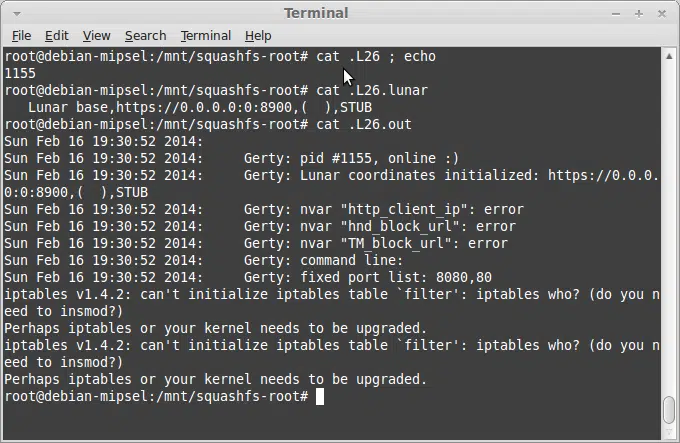 Terminal
File Edit View Search Terminal Help
root@debian-mipsel:/mnt/squashfs-root# cat .L26 ; echo
1155
root@debian-mipsel:/mnt/squashfs-root# cat .L26.lunar
   Lunar base,https://0.0.0.0:0:8900,(  ),STUB
root@debian-mipsel:/mnt/squashfs-root# cat .L26.out
Sun Feb 16 19:30:52 2014:
Sun Feb 16 19:30:52 2014:     Gerty: pid #1155, online :)
Sun Feb 16 19:30:52 2014:     Gerty: Lunar coordinates initialized: https://0.0.0.
0:0:8900,(  ),STUB
Sun Feb 16 19:30:52 2014:     Gerty: nvar "http_client_ip": error
Sun Feb 16 19:30:52 2014:     Gerty: nvar "hnd_block_url": error
Sun Feb 16 19:30:52 2014:     Gerty: nvar "TM_block_url": error
Sun Feb 16 19:30:52 2014:     Gerty: command line:
Sun Feb 16 19:30:52 2014:     Gerty: fixed port list: 8080,80
iptables v1.4.2: can't initialize iptables table `filter': iptables who? (do you n
eed to insmod?)
Perhaps iptables or your kernel needs to be upgraded.
iptables v1.4.2: can't initialize iptables table `filter': iptables who? (do you n
eed to insmod?)
Perhaps iptables or your kernel needs to be upgraded.
root@debian-mipsel:/mnt/squashfs-root#